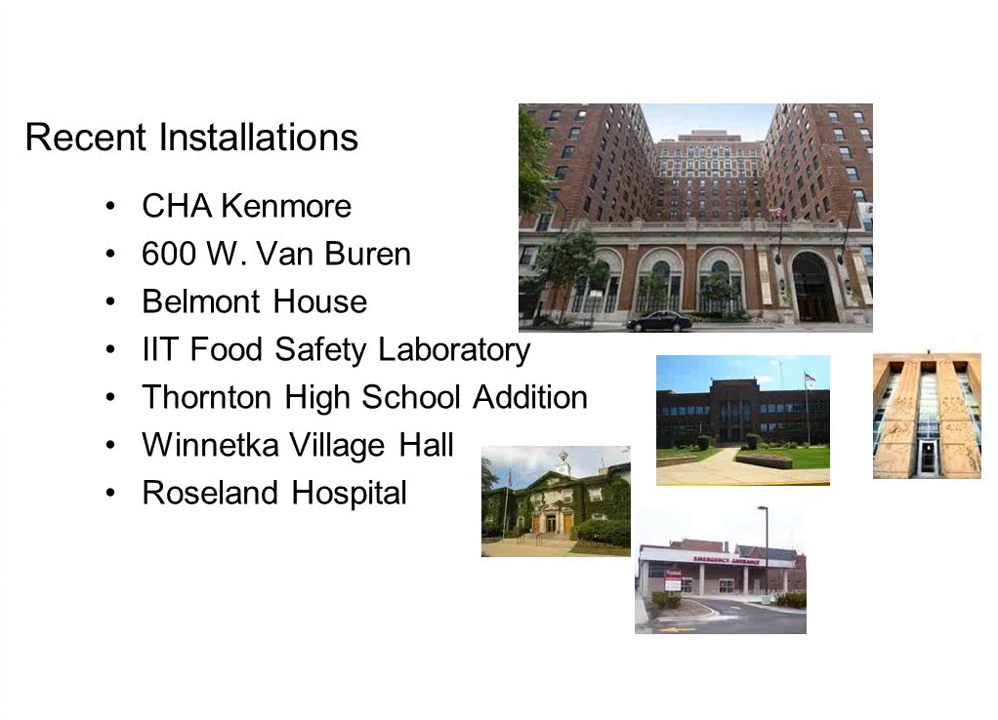 Recent Installations
• CHA Kenmore
• 600 W. Van Buren
• Belmont House
• IIT Food Safety Laboratory
• Thornton High School Addition
• Winnetka Village Hall
• Roseland Hospital
EMERGENCY ENTRANCE